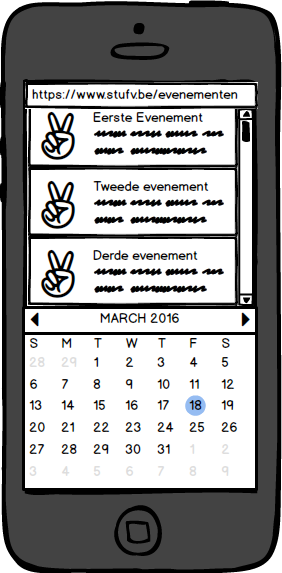 https://www.stufv.be/evenementen
Eerste Evenement
Tweede evenement
Derde evenement
MARCH 2016
S M T W T F S
28 29 1 2 3 4 5
6 7 8 9 10 11 12
13 14 15 16 17 18 19
20 21 22 23 24 25 26
27 28 29 30 31 1 2
3 4 5 6 7 8 9